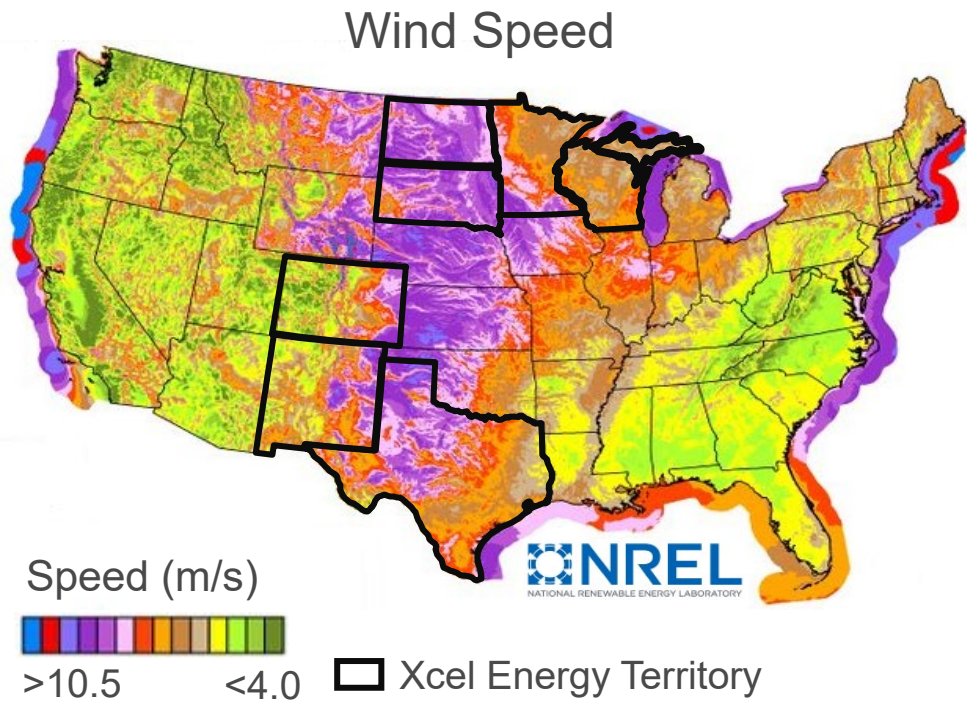 Wind Speed
NREL
NATIONAL RENEWABLE ENERGY LABORATORY
Speed (m/s)
>10.5 <4.0
Xcel Energy Territory